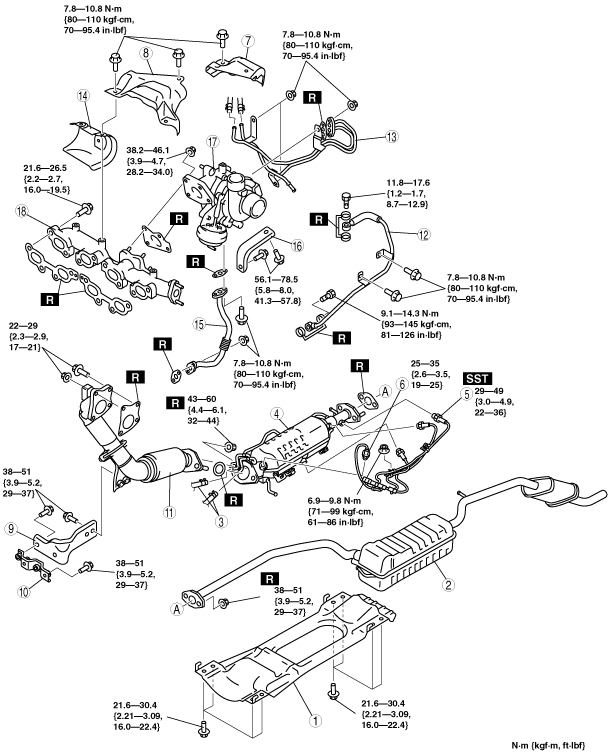 7.8—10.8 N·m
{80—110 kgf·cm,
70—95.4 in·lbf}
8
7
7.8—10.8 N·m
{80—110 kgf·cm,
70—95.4 in·lbf}
14
R
13
38.2—46.1
{3.9—4.7,
28.2—34.0}
17
21.6—26.5
{2.2—2.7,
16.0—19.5}
18
11.8—17.6
{1.2—1.7,
8.7—12.9}
R
R
12
16
R
R
56.1—78.5
{5.8—8.0,
41.3—57.8}
7.8—10.8 N·m
{80—110 kgf·cm,
70—95.4 in·lbf}
9.1—14.3 N·m
{93—145 kgf·cm,
81—126 in·lbf}
15
22—29
{2.3—2.9,
17—21}
R
R
R
7.8—10.8 N·m
{80—110 kgf·cm,
70—95.4 in·lbf}
R
25—35
{2.6—3.5,
19—25}
SST
29—49
{3.0—4.9,
22—36}
6
5
A
R
43—60
{4.4—6.1,
32—44}
4
38—51
{3.9—5.2,
29—37}
11
R
3
6.9—9.8 N·m
{71—99 kgf·cm,
61—86 in·lbf}
9
10
38—51
{3.9—5.2,
29—37}
2
R
A
38—51
{3.9—5.2,
29—37}
1
21.6—30.4
{2.21—3.09,
16.0—22.4}
21.6—30.4
{2.21—3.09,
16.0—22.4}
N·m {kgf·m, ft·lbf}